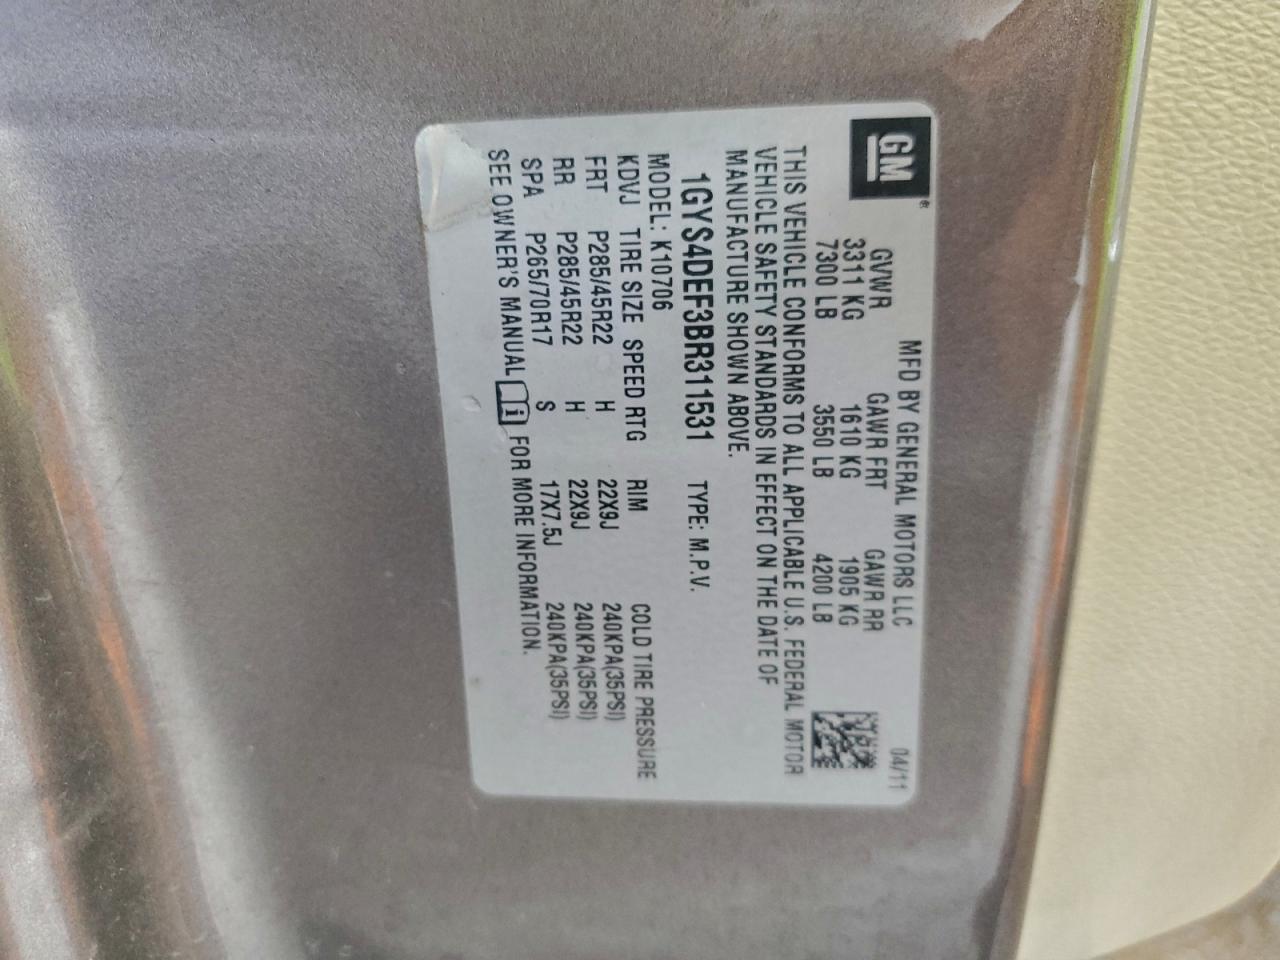 GM
MFD BY GENERAL MOTORS LLC 04/11
GVWR GAWR FRT GAWR RR
3311 KG 1610 KG 1905 KG
7300 LB 3550 LB 4200 LB
THIS VEHICLE CONFORMS TO ALL APPLICABLE U.S. FEDERAL MOTOR
VEHICLE SAFETY STANDARDS IN EFFECT ON THE DATE OF
MANUFACTURE SHOWN ABOVE.
1GYS4DEF3BR311531 TYPE: M.P.V.
MODEL: K10706
KDVJ TIRE SIZE SPEED RTG RIM COLD TIRE PRESSURE
FRT P285/45R22 H 22X9J 240KPA(35PSI)
RR P285/45R22 H 22X9J 240KPA(35PSI)
SPA P265/70R17 S 17X7.5J 240KPA(35PSI)
SEE OWNER'S MANUAL i FOR MORE INFORMATION.